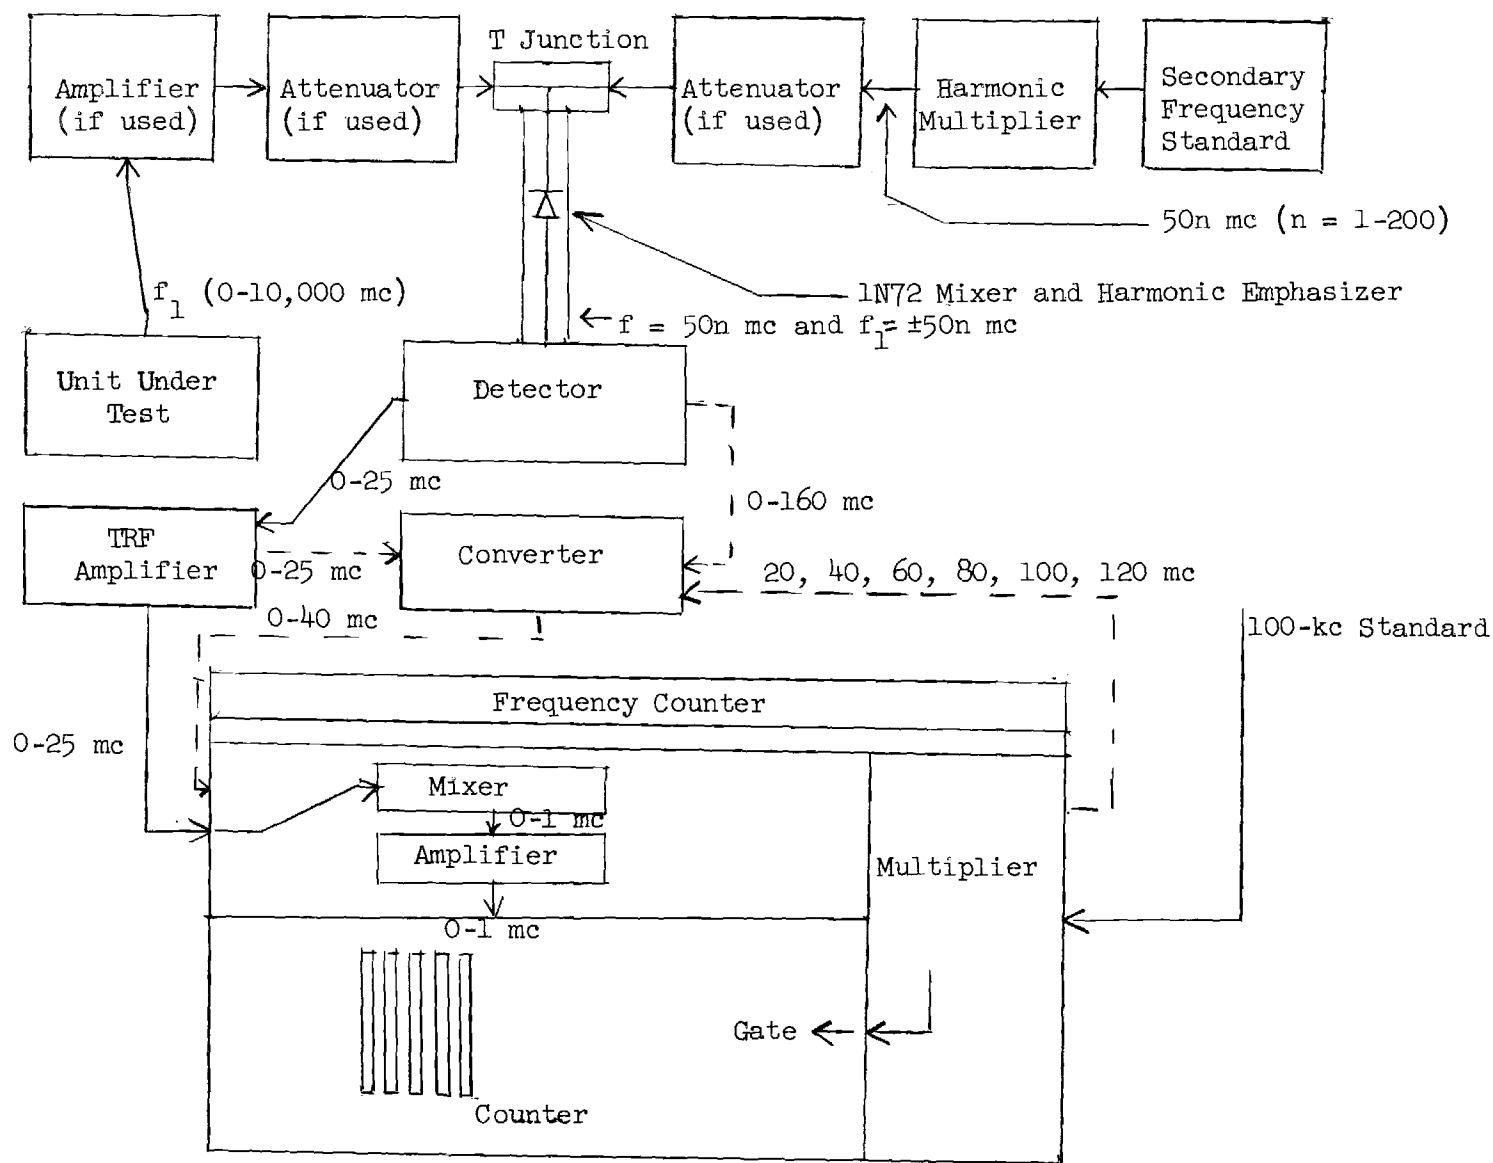 T Junction
Amplifier
(if used)
Attenuator
(if used)
Attenuator
(if used)
Harmonic
Multiplier
Secondary
Frequency
Standard
50n mc (n = 1-200)
f1 (0-10,000 mc)
1N72 Mixer and Harmonic Emphasizer
f = 50n mc and f1= ±50n mc
Unit Under
Test
Detector
0-25 mc
0-160 mc
TRF
Amplifier
0-25 mc
Converter
20, 40, 60, 80, 100, 120 mc
0-40 mc
100-kc Standard
Frequency Counter
0-25 mc
Mixer
0-1 mc
Amplifier
Multiplier
0-1 mc
Gate
Counter